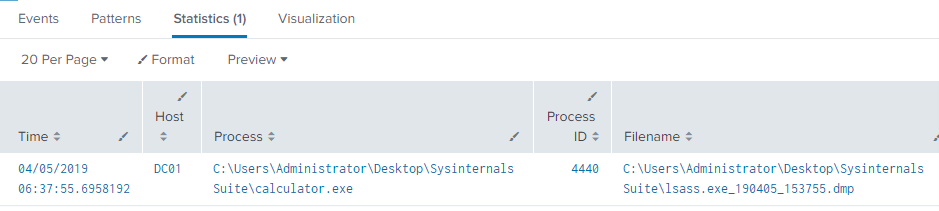 Events Patterns Statistics (1) Visualization
20 Per Page Format Preview
Time Host Process Process ID Filename
04/05/2019 DC01 C:\Users\Administrator\Desktop\Sysinternals 4440 C:\Users\Administrator\Desktop\Sysinternals
06:37:55.6958192 Suite\calculator.exe Suite\lsass.exe_190405_153755.dmp